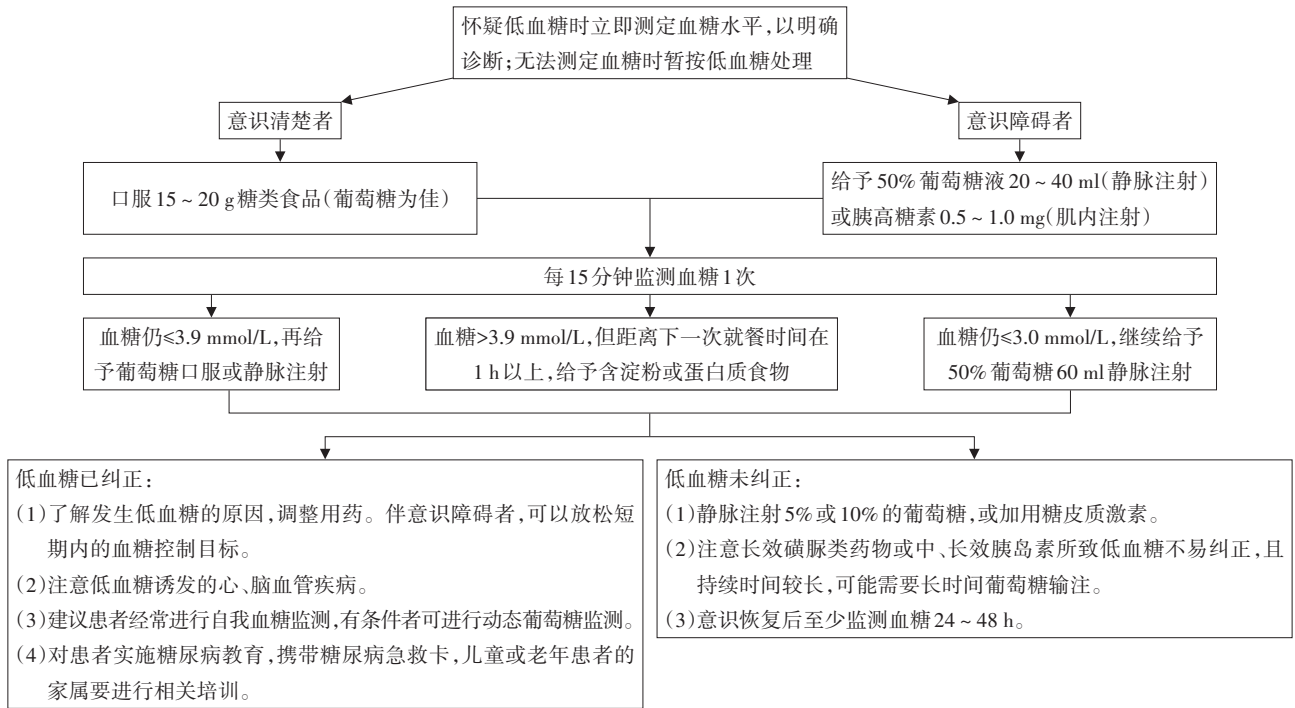 怀疑低血糖时立即测定血糖水平,以明确
诊断;无法测定血糖时暂按低血糖处理
意识清楚者
意识障碍者
口服15~20 g糖类食品(葡萄糖为佳)
给予50%葡萄糖液20~40 ml(静脉注射)
或胰高糖素0.5~1.0 mg(肌内注射)
每15分钟监测血糖1次
血糖仍≤3.9 mmol/L,再给
予葡萄糖口服或静脉注射
血糖>3.9 mmol/L,但距离下一次就餐时间在
1 h以上,给予含淀粉或蛋白质食物
血糖仍≤3.0 mmol/L,继续给予
50%葡萄糖60 ml静脉注射
低血糖已纠正:
(1)了解发生低血糖的原因,调整用药。伴意识障碍者,可以放松短
期内的血糖控制目标。
(2)注意低血糖诱发的心、脑血管疾病。
(3)建议患者经常进行自我血糖监测,有条件者可进行动态葡萄糖监测。
(4)对患者实施糖尿病教育,携带糖尿病急救卡,儿童或老年患者的
家属要进行相关培训。
低血糖未纠正:
(1)静脉注射5%或10%的葡萄糖,或加用糖皮质激素。
(2)注意长效磺脲类药物或中、长效胰岛素所致低血糖不易纠正,且
持续时间较长,可能需要长时间葡萄糖输注。
(3)意识恢复后至少监测血糖24~48 h。